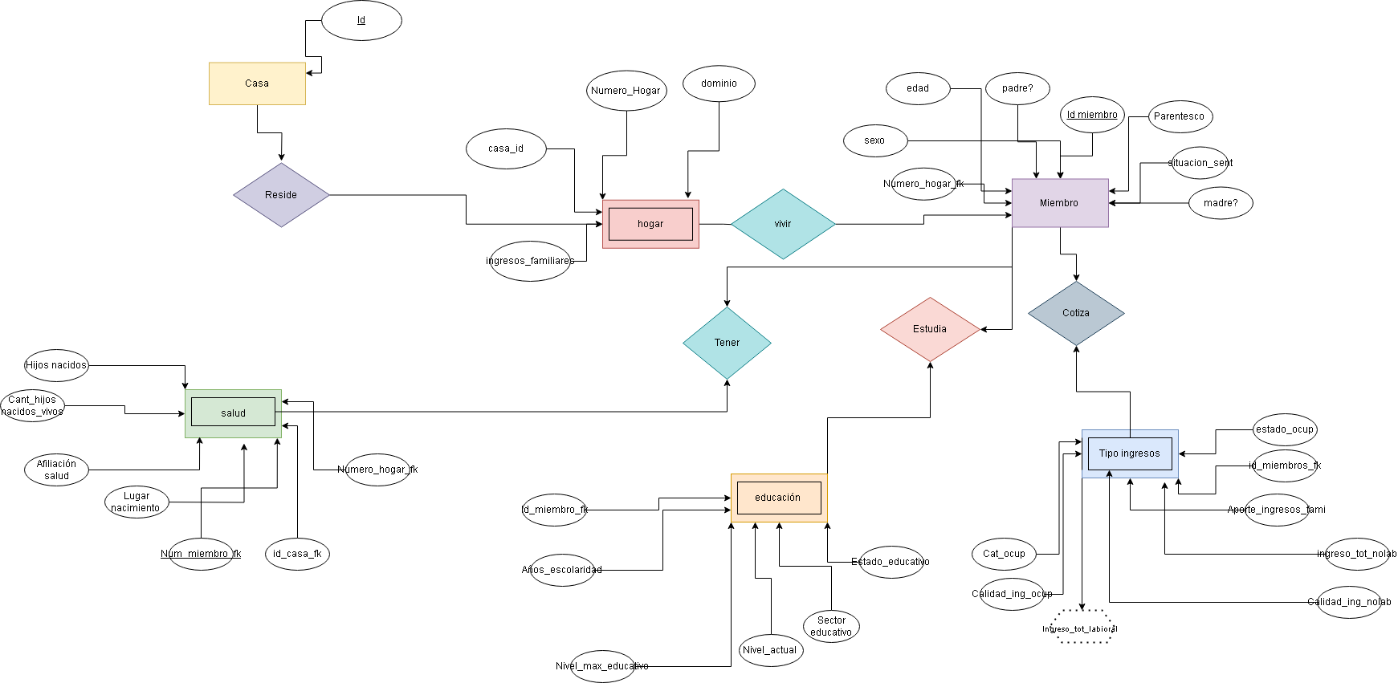 Id
Casa
Reside
Numero_Hogar
dominio
casa_id
hogar
ingresos_familiares
vivir
edad
padre?
Id miembro
Parentesco
sexo
situacion_sent
Numero_hogar_fk
Miembro
madre?
Tener
Estudia
Cotiza
Hijos nacidos
Cant_hijos
nacidos_vivos
salud
Afiliación
salud
Lugar
nacimiento
Numero_hogar_fk
Num_miembro_fk
id_casa_fk
educación
Id_miembro_fk
Años_escolaridad
Estado_educativo
Sector
educativo
Nivel_actual
Nivel_max_educativo
Tipo ingresos
estado_ocup
id_miembros_fk
Aporte_ingresos_fami
Cat_ocup
ingreso_tot_nolab
Calidad_ing_ocup
Calidad_ing_nolab
Ingreso_tot_laboral